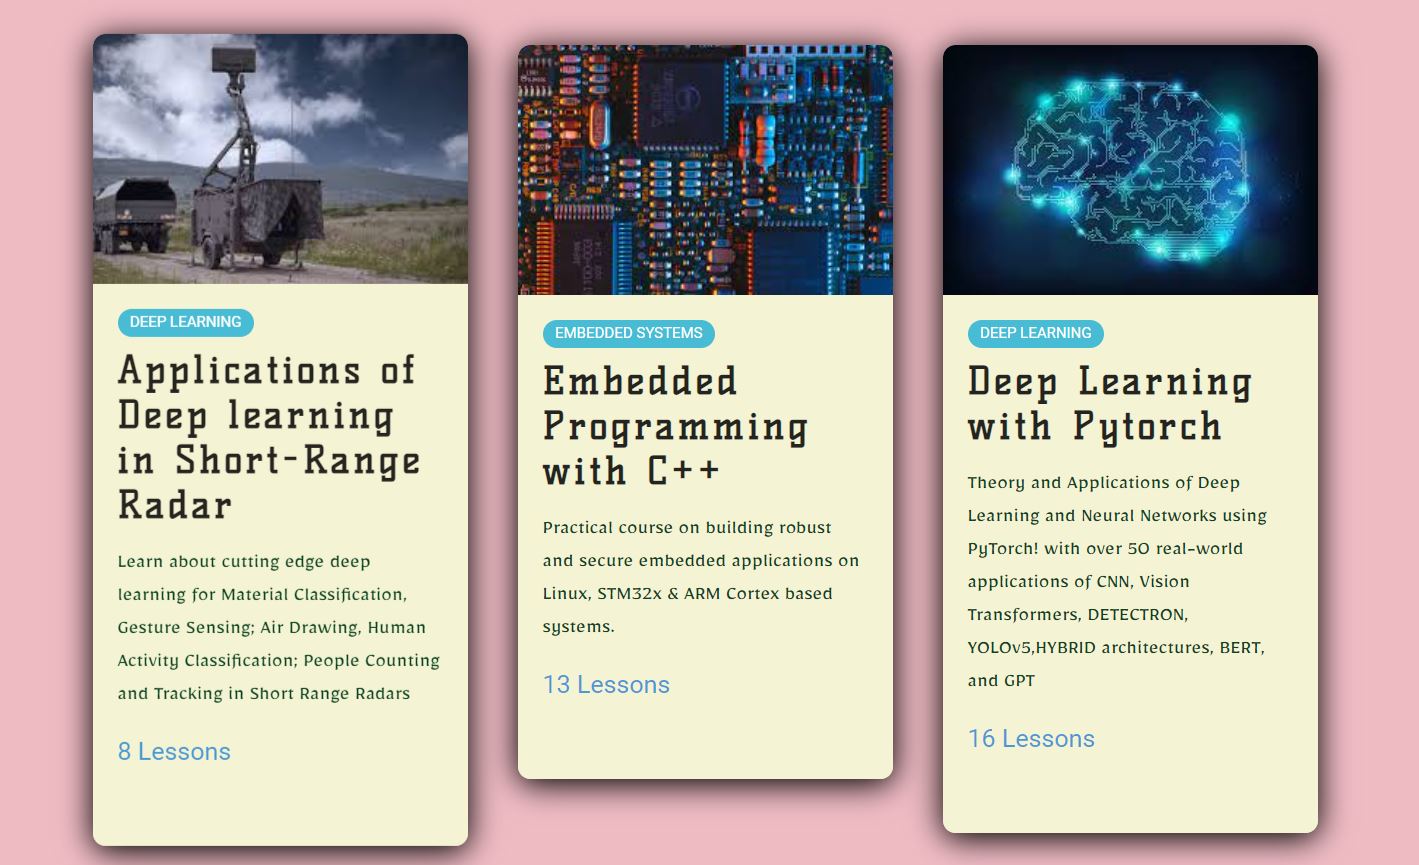 DEEP LEARNING
Applications of
Deep learning
in Short-Range
Radar
Learn about cutting edge deep
learning for Material Classification,
Gesture Sensing; Air Drawing, Human
Activity Classification; People Counting
and Tracking in Short Range Radars
8 Lessons
EMBEDDED SYSTEMS
Embedded
Programming
with C++
Practical course on building robust
and secure embedded applications on
Linux, STM32x & ARM Cortex based
systems.
13 Lessons
DEEP LEARNING
Deep Learning
with Pytorch
Theory and Applications of Deep
Learning and Neural Networks using
PyTorch! with over 50 real-world
applications of CNN, Vision
Transformers, DETECTRON,
YOLOv5,HYBRID architectures, BERT,
and GPT
16 Lessons